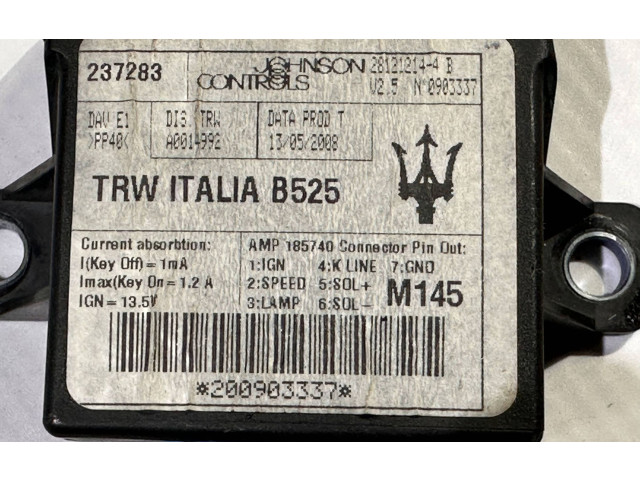 237283
JOHNSON CONTROLS
28121214-4 B
V2.5 N°0903337
DAV E1
>PP40<
DIS. TRW
A001-992
DATA PROD T
13/05/2008
TRW ITALIA B525
Current absorbtion:
I(Key Off)= 1mA
Imax(Key On= 1.2 A
IGN = 13.5V
AMP 185740 Connector Pin Out:
1:IGN 4:K LINE 7:GND
2:SPEED 5:SOL+
3:LAMP 6:SOL-
M145
*200903337*